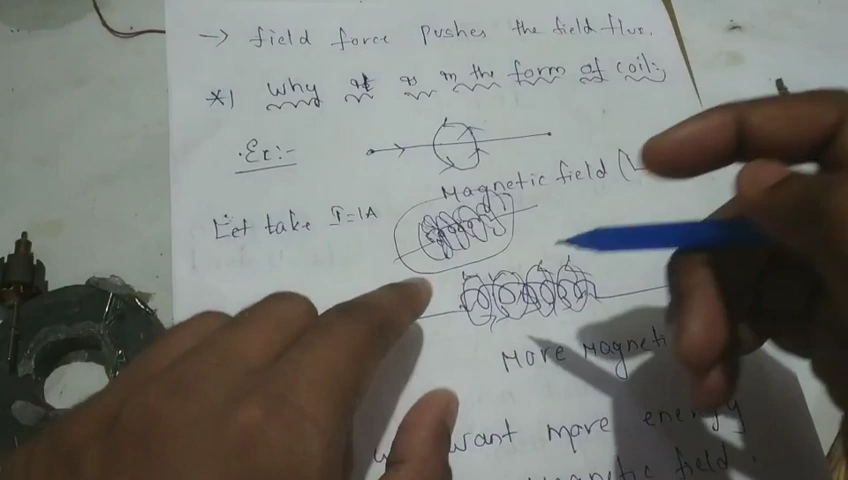 → field force pushes the field flux.
*) Why at is in the form of coil:
.Ex:-
Magnetic field (
Let take I=1A
More Magneti
want more energy
field.